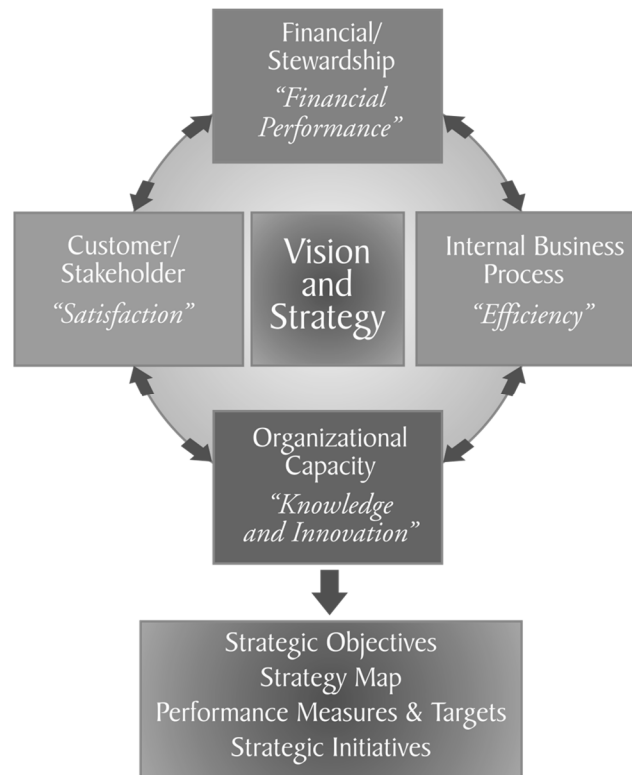 Financial/
Stewardship
“Financial
Performance”
Customer/
Stakeholder
“Satisfaction”
Vision
and
Strategy
Internal Business
Process
“Efficiency”
Organizational
Capacity
“Knowledge
and Innovation”
Strategic Objectives
Strategy Map
Performance Measures & Targets
Strategic Initiatives